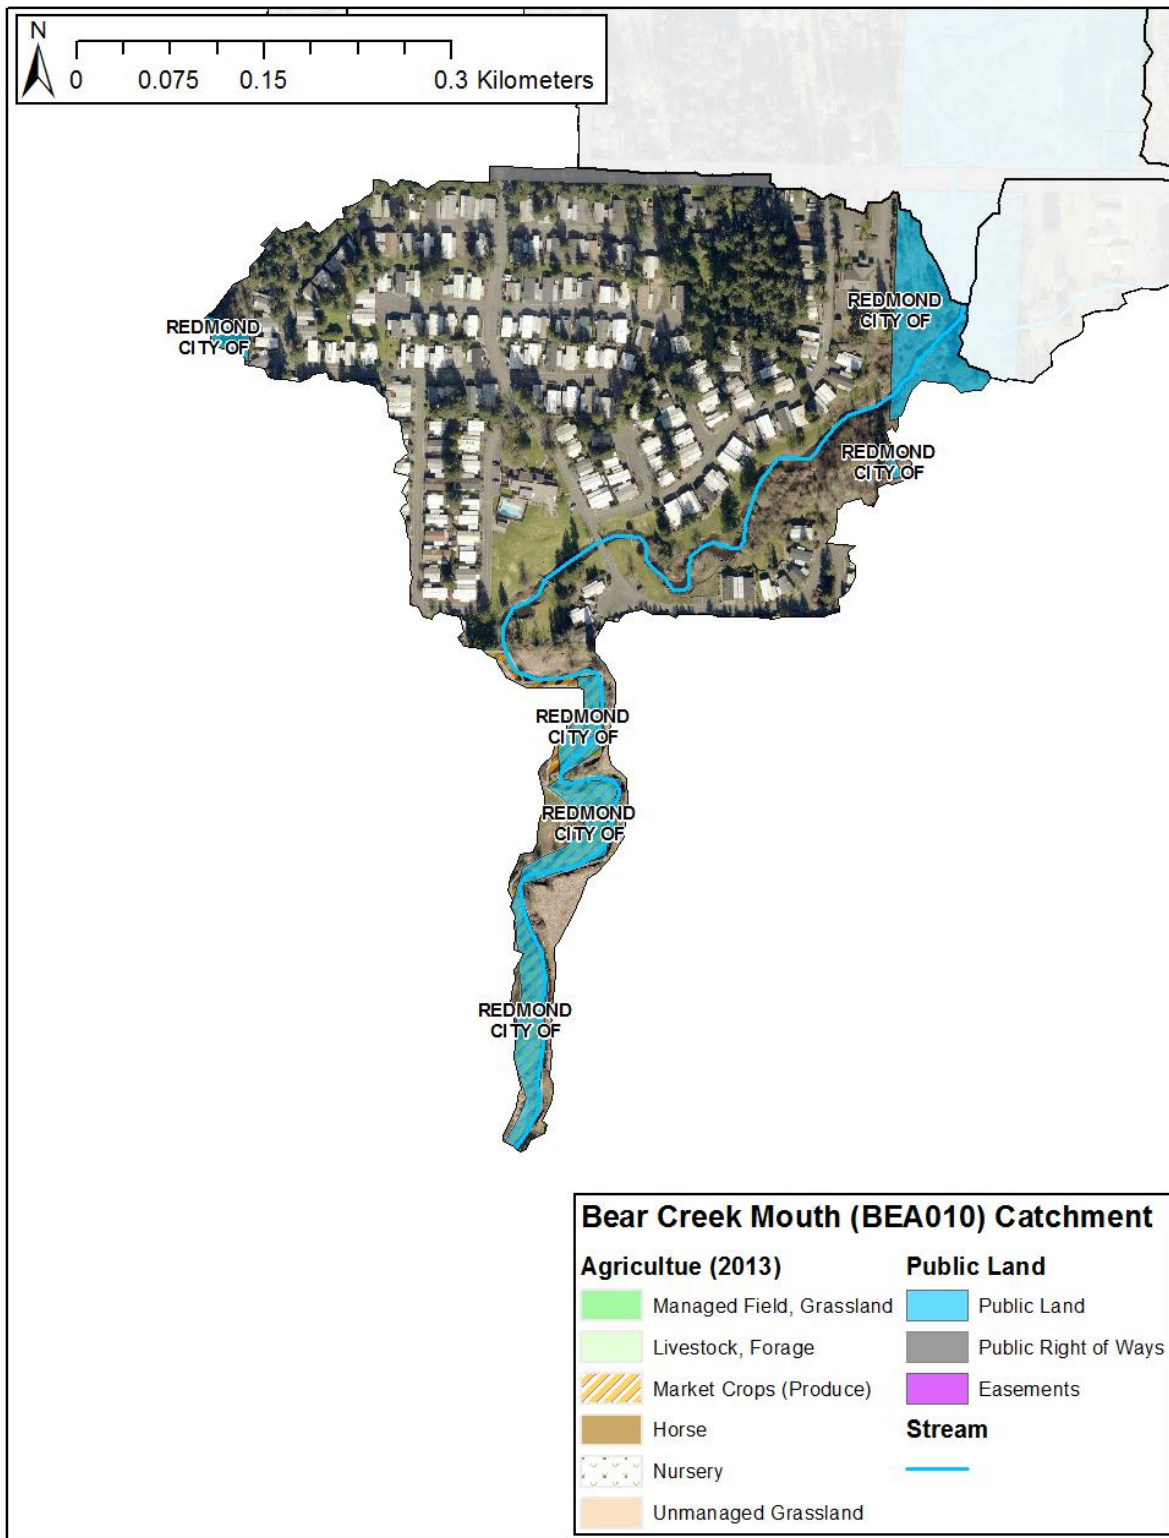 N
0 0.075 0.15 0.3 Kilometers
REDMOND
CITY OF
REDMOND
CITY OF
REDMOND
CITY OF
REDMOND
CITY OF
REDMOND
CITY OF
REDMOND
CITY OF
Bear Creek Mouth (BEA010) Catchment
Agricultue (2013)
Managed Field, Grassland
Livestock, Forage
Market Crops (Produce)
Horse
Nursery
Unmanaged Grassland
Public Land
Public Land
Public Right of Ways
Easements
Stream